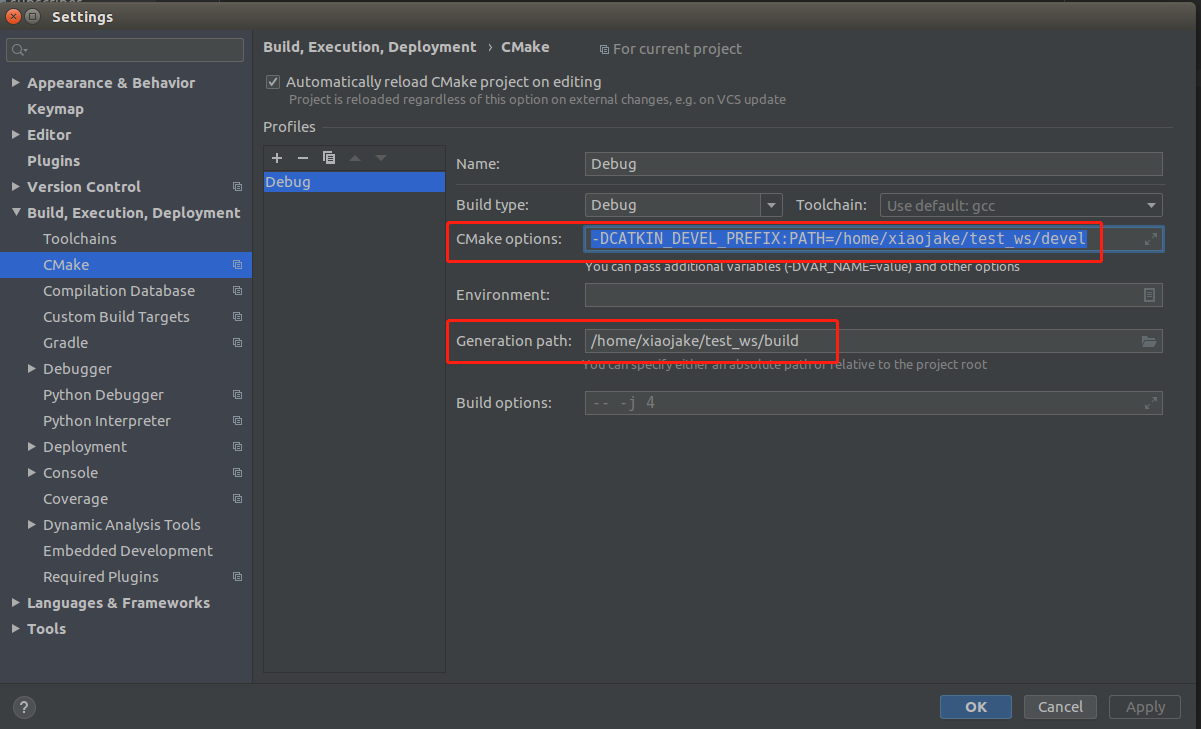 Settings
Build, Execution, Deployment › CMake For current project
Automatically reload CMake project on editing
Project is reloaded regardless of this option on external changes, e.g. on VCS update
Profiles
Appearance & Behavior
Keymap
Editor
Plugins
Version Control
Build, Execution, Deployment
Toolchains
CMake
Compilation Database
Custom Build Targets
Gradle
Debugger
Python Debugger
Python Interpreter
Deployment
Console
Coverage
Dynamic Analysis Tools
Embedded Development
Required Plugins
Languages & Frameworks
Tools
Debug
Name: Debug
Build type: Debug Toolchain: Use default: gcc
CMake options: -DCATKIN_DEVEL_PREFIX:PATH=/home/xiaojake/test_ws/devel
You can pass additional variables (-DVAR_NAME=value) and other options
Environment:
Generation path: /home/xiaojake/test_ws/build
You can specify either an absolute path or relative to the project root
Build options: -- -j 4
? OK Cancel Apply